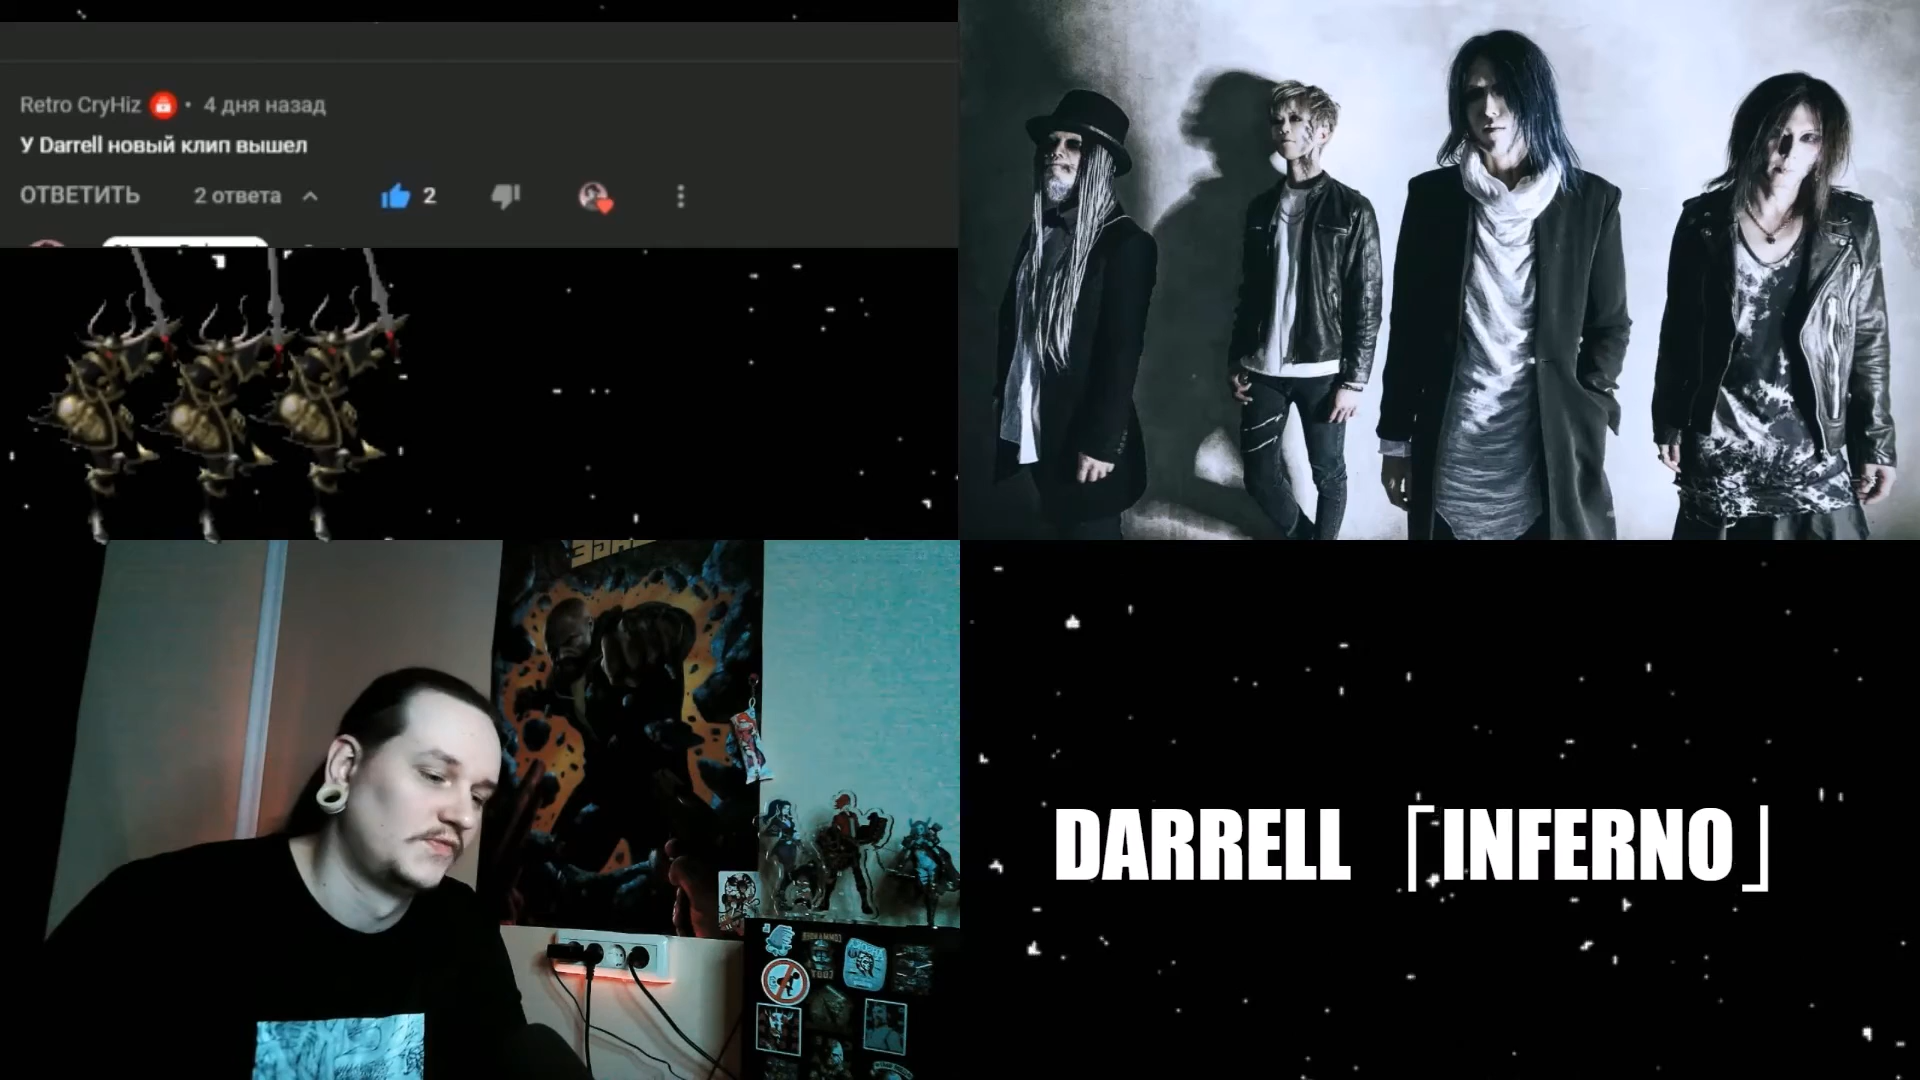 Retro CryHiz • 4 дня назад
У Darrell новый клип вышел
ОТВЕТИТЬ 2 ответа 2
DARRELL 「INFERNO」